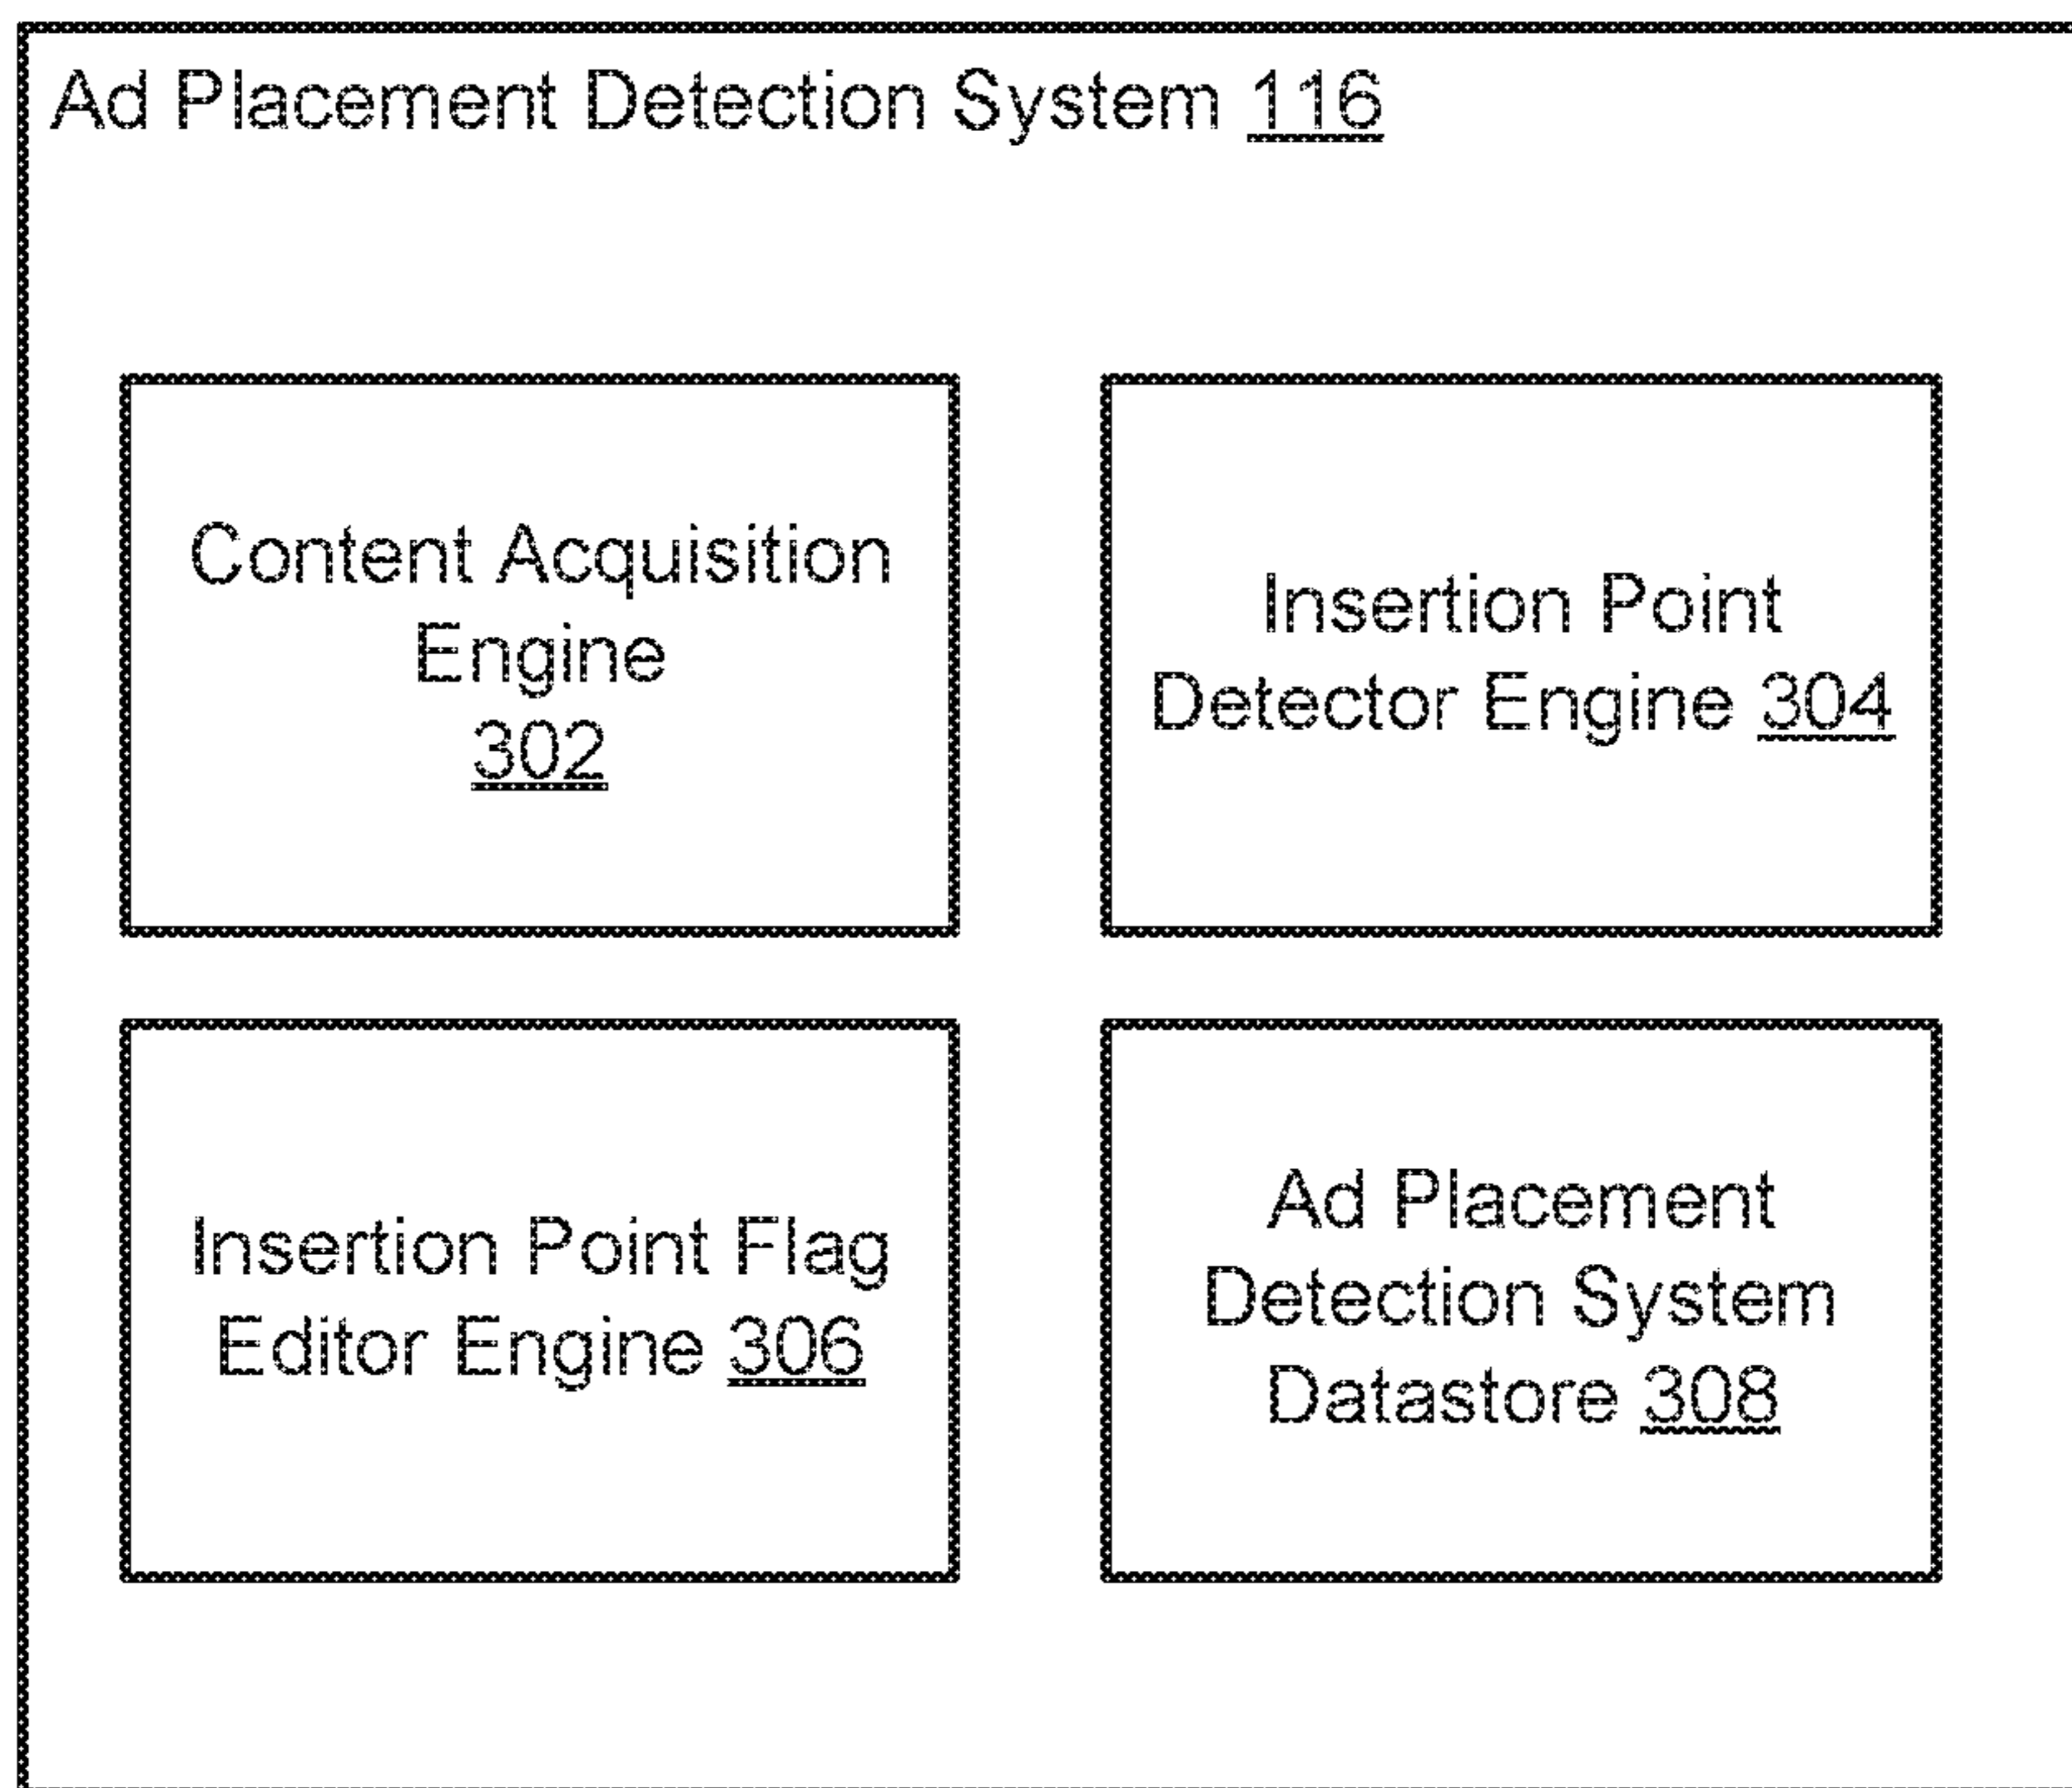 Ad Placement Detection System 116
Content Acquisition
Engine
302
Insertion Point
Detector Engine 304
Insertion Point Flag
Editor Engine 306
Ad Placement
Detection System
Datastore 308